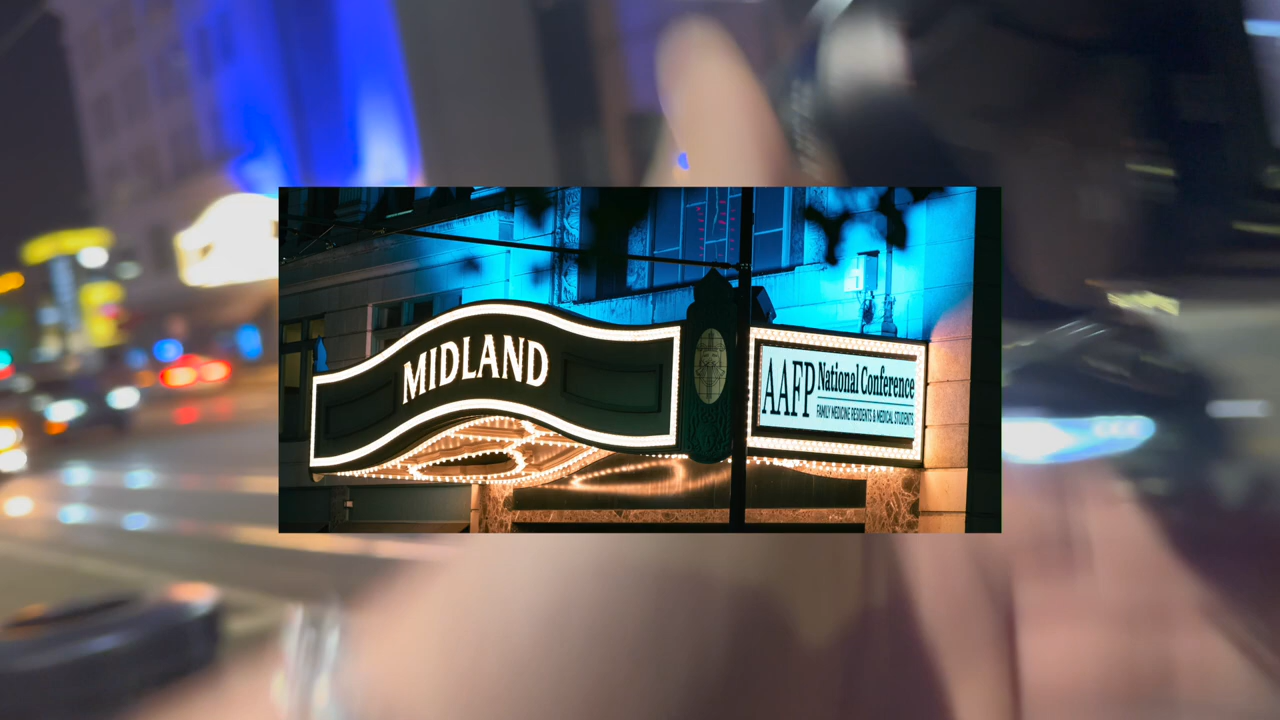 MIDLAND
AAFP National Conference
FAMILY MEDICINE RESIDENTS & MEDICAL STUDENTS